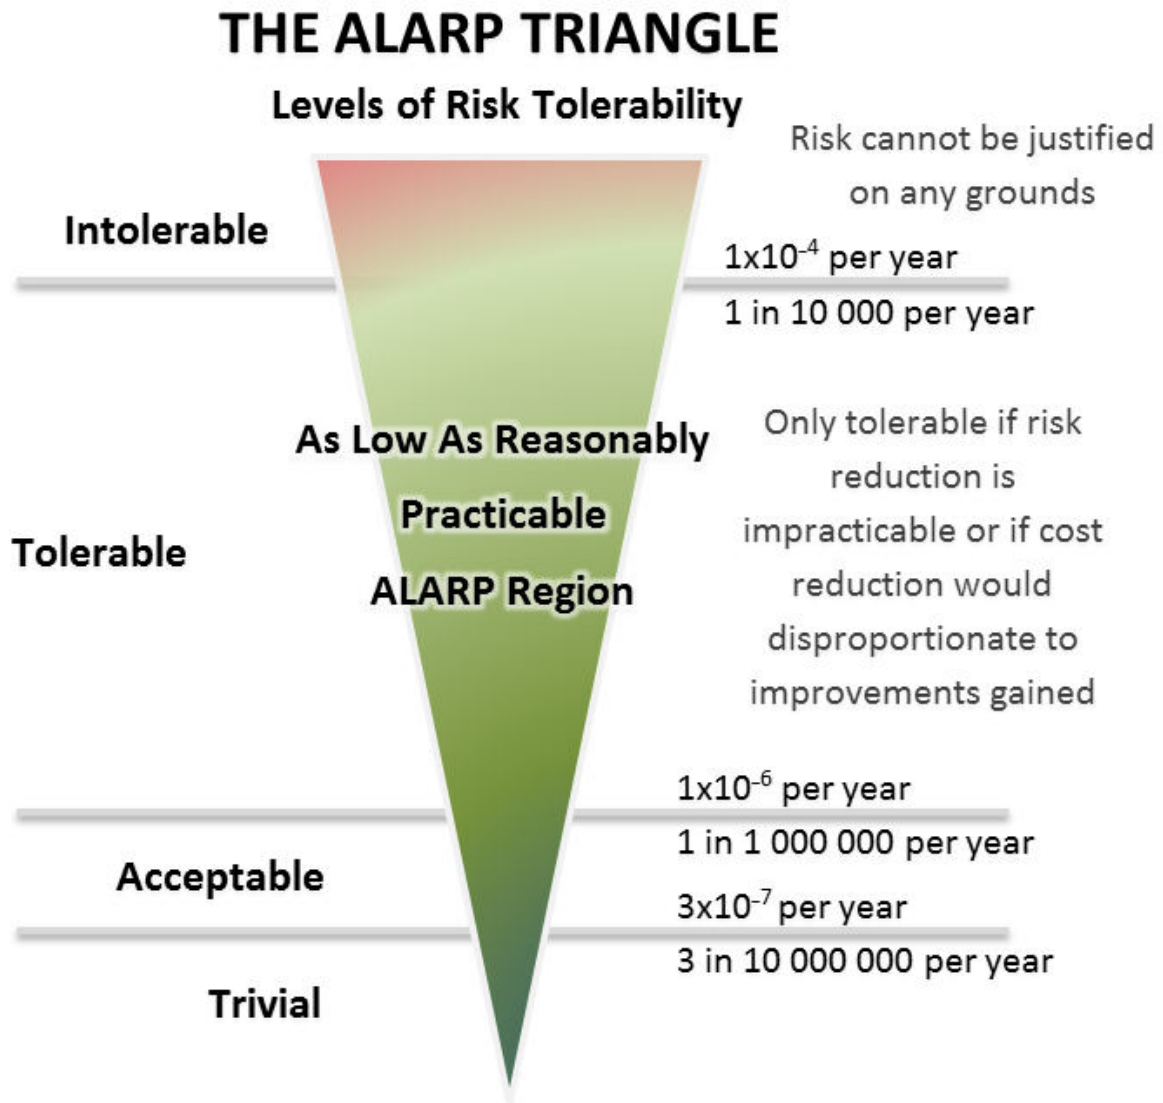 THE ALARP TRIANGLE
Levels of Risk Tolerability
Risk cannot be justified
on any grounds
Intolerable
1x10⁻⁴ per year
1 in 10 000 per year
As Low As Reasonably
Practicable
ALARP Region
Only tolerable if risk
reduction is
impracticable or if cost
reduction would
disproportionate to
improvements gained
Tolerable
1x10⁻⁶ per year
1 in 1 000 000 per year
Acceptable
3x10⁻⁷ per year
3 in 10 000 000 per year
Trivial